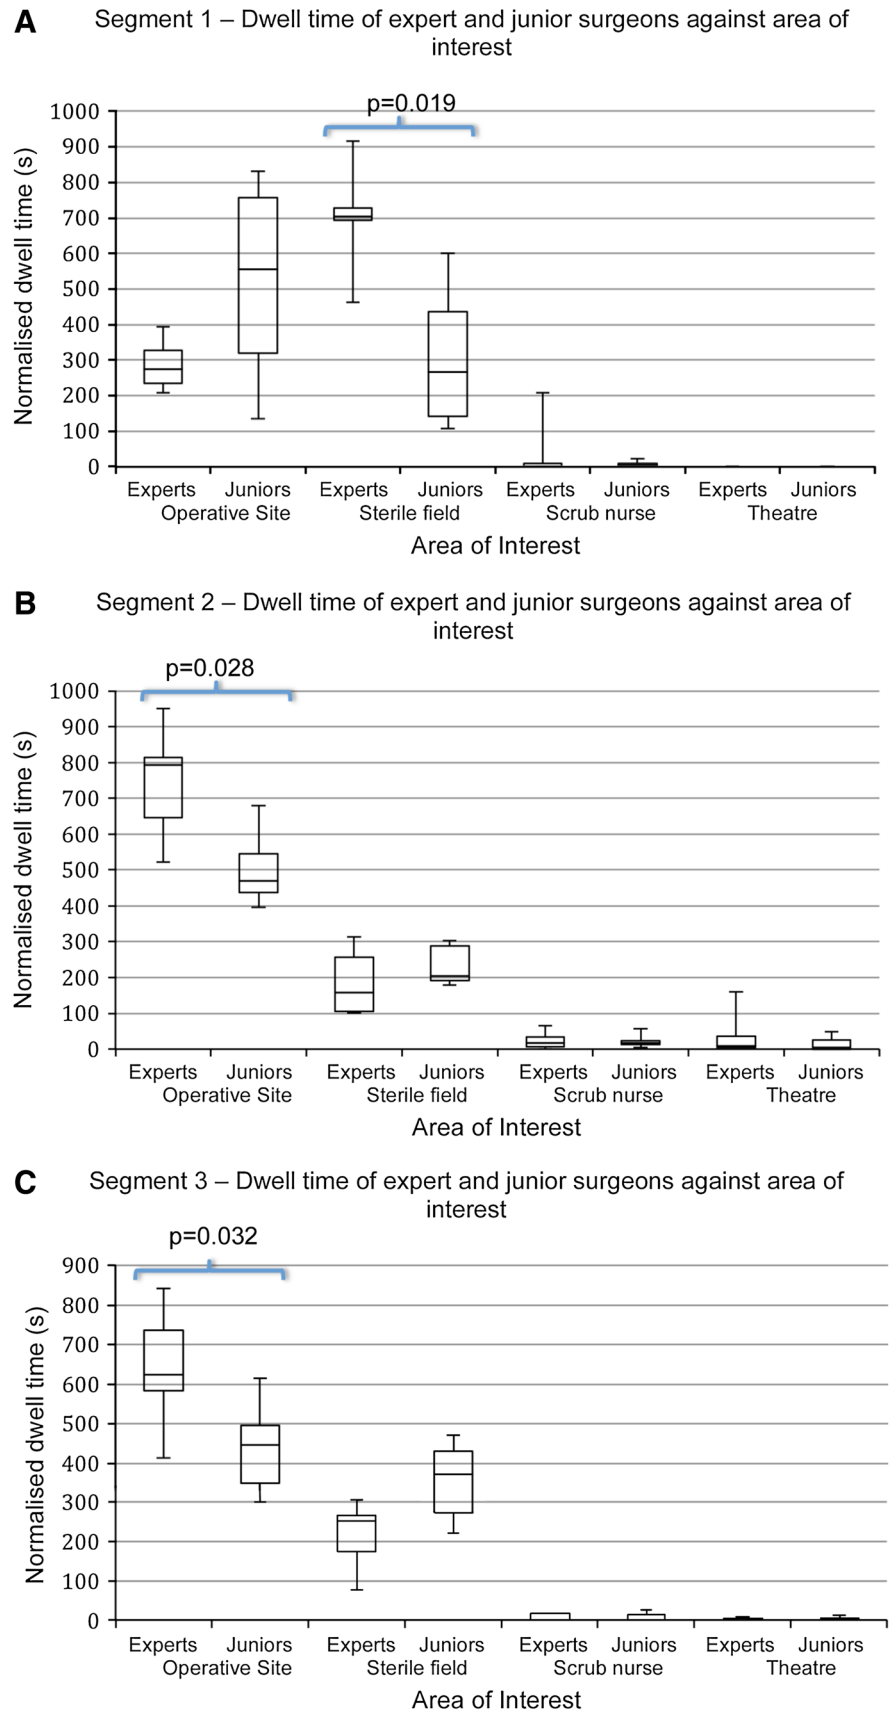 A
Segment 1 – Dwell time of expert and junior surgeons against area of
interest
p=0.019
Normalised dwell time (s)
1000
900
800
700
600
500
400
300
200
100
0
Experts Juniors Experts Juniors Experts Juniors Experts Juniors
Operative Site Sterile field Scrub nurse Theatre
Area of Interest
B
Segment 2 – Dwell time of expert and junior surgeons against area of
interest
p=0.028
Normalised dwell time (s)
1000
900
800
700
600
500
400
300
200
100
0
Experts Juniors Experts Juniors Experts Juniors Experts Juniors
Operative Site Sterile field Scrub nurse Theatre
Area of Interest
C
Segment 3 – Dwell time of expert and junior surgeons against area of
interest
p=0.032
Normalised dwell time (s)
900
800
700
600
500
400
300
200
100
0
Experts Juniors Experts Juniors Experts Juniors Experts Juniors
Operative Site Sterile field Scrub nurse Theatre
Area of Interest